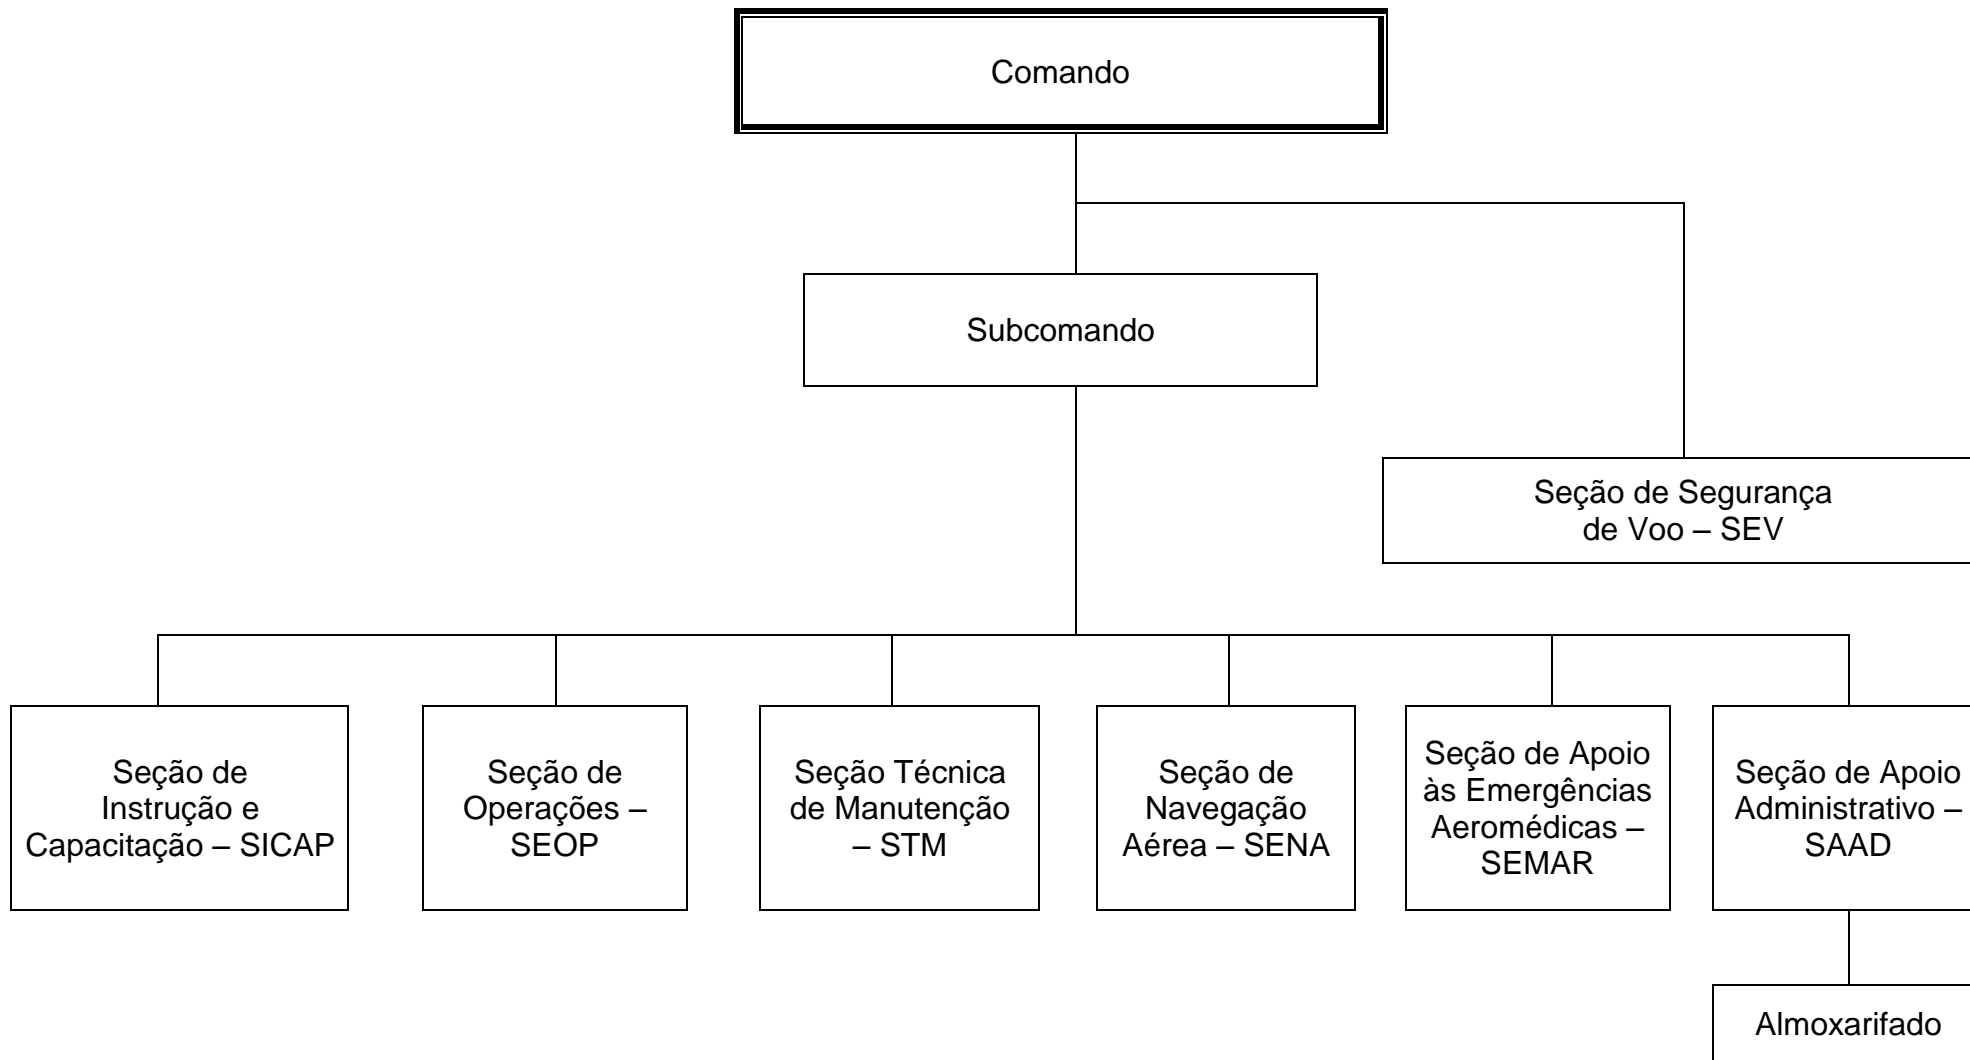 Comando
Subcomando
Seção de Segurança
de Voo – SEV
Seção de
Instrução e
Capacitação – SICAP
Seção de
Operações –
SEOP
Seção Técnica
de Manutenção
– STM
Seção de
Navegação
Aérea – SENA
Seção de Apoio
às Emergências
Aeromédicas –
SEMAR
Seção de Apoio
Administrativo –
SAAD
Almoxarifado